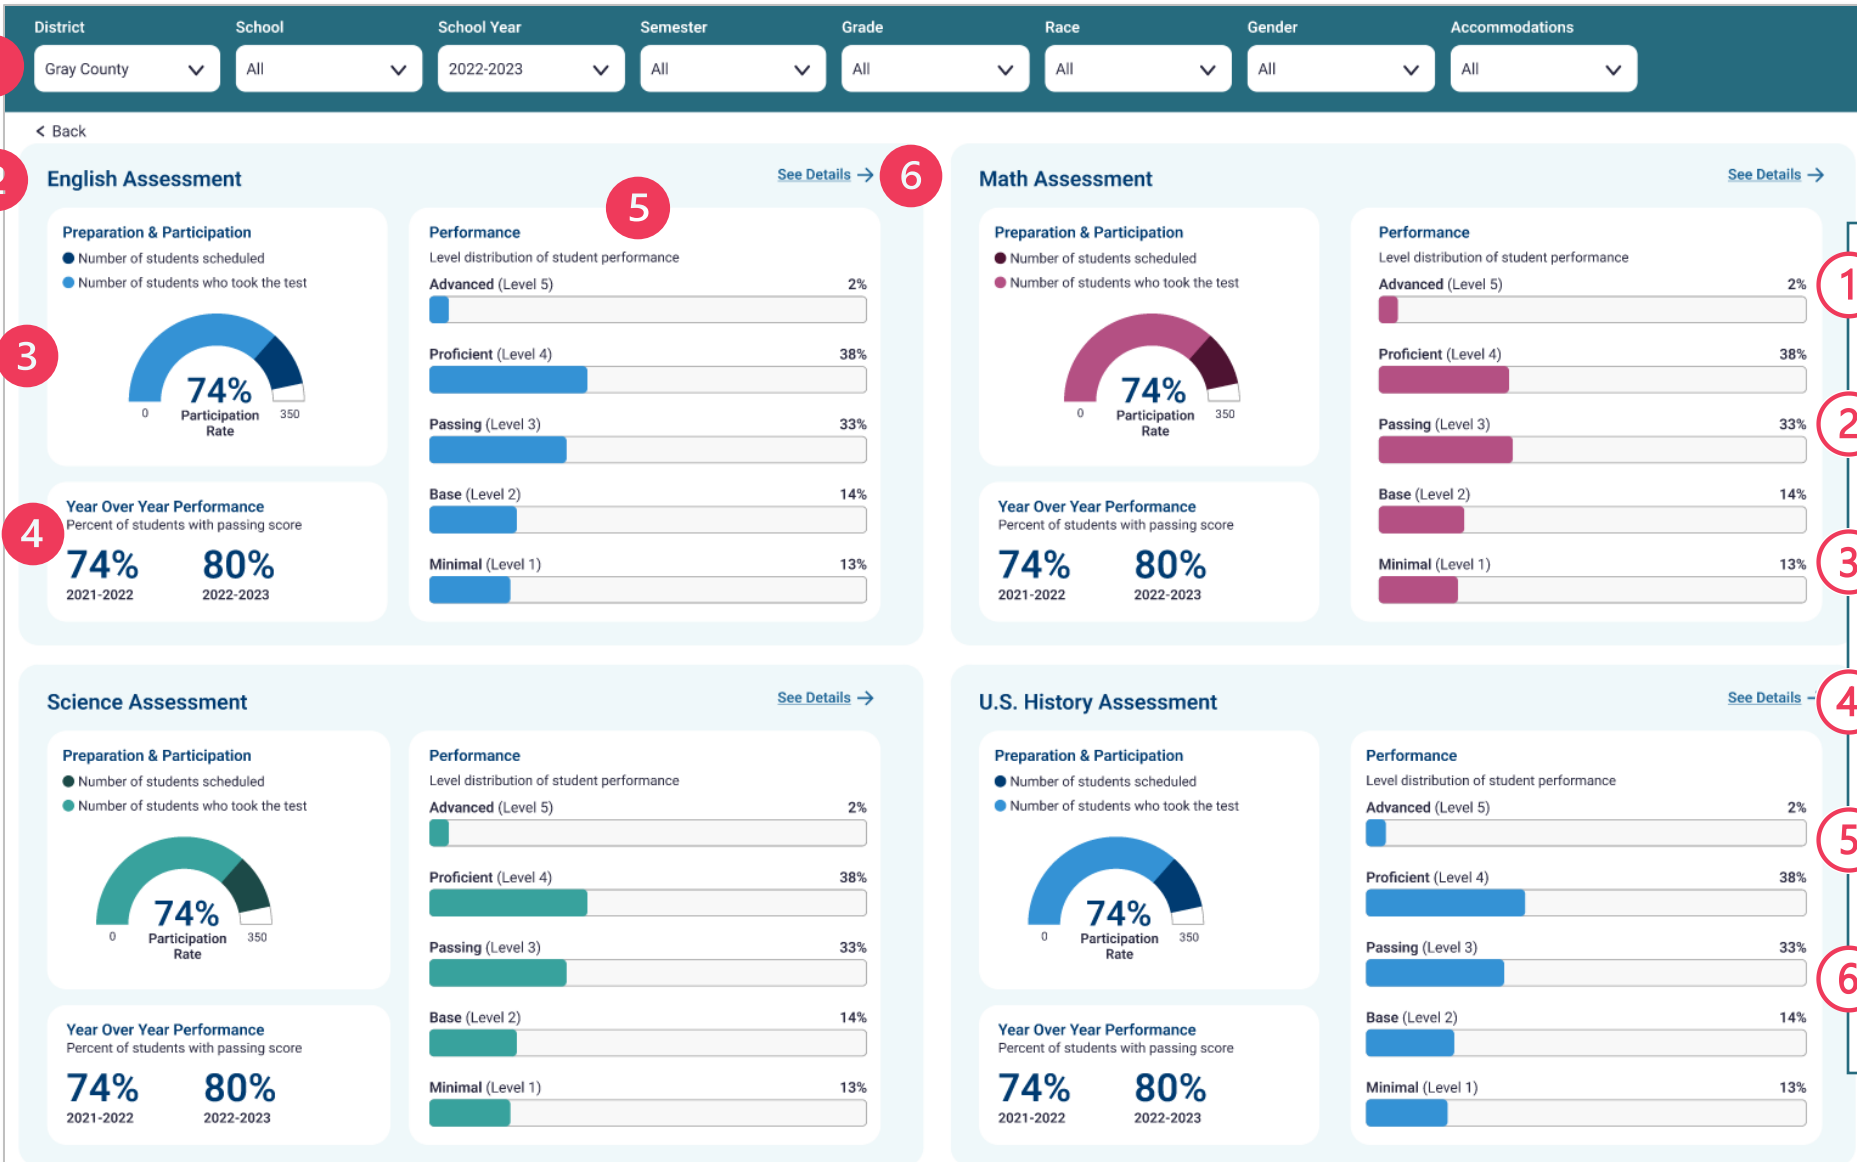 District School School Year Semester Grade Race Gender Accommodations
Gray County All 2022-2023 All All All All All
< Back
2
English Assessment
See Details →
6
5
3
Preparation & Participation
Number of students scheduled
Number of students who took the test
74%
Participation
Rate
0 350
4
Year Over Year Performance
Percent of students with passing score
74% 80%
2021-2022 2022-2023
Performance
Level distribution of student performance
Advanced (Level 5) 2%
Proficient (Level 4) 38%
Passing (Level 3) 33%
Base (Level 2) 14%
Minimal (Level 1) 13%
Math Assessment
See Details →
Preparation & Participation
Number of students scheduled
Number of students who took the test
74%
Participation
Rate
0 350
Year Over Year Performance
Percent of students with passing score
74% 80%
2021-2022 2022-2023
Performance
Level distribution of student performance
Advanced (Level 5) 2%
Proficient (Level 4) 38%
Passing (Level 3) 33%
Base (Level 2) 14%
Minimal (Level 1) 13%
1
2
3
4
5
6
Science Assessment
See Details →
Preparation & Participation
Number of students scheduled
Number of students who took the test
74%
Participation
Rate
0 350
Year Over Year Performance
Percent of students with passing score
74% 80%
2021-2022 2022-2023
Performance
Level distribution of student performance
Advanced (Level 5) 2%
Proficient (Level 4) 38%
Passing (Level 3) 33%
Base (Level 2) 14%
Minimal (Level 1) 13%
U.S. History Assessment
See Details
Preparation & Participation
Number of students scheduled
Number of students who took the test
74%
Participation
Rate
0 350
Year Over Year Performance
Percent of students with passing score
74% 80%
2021-2022 2022-2023
Performance
Level distribution of student performance
Advanced (Level 5) 2%
Proficient (Level 4) 38%
Passing (Level 3) 33%
Base (Level 2) 14%
Minimal (Level 1) 13%